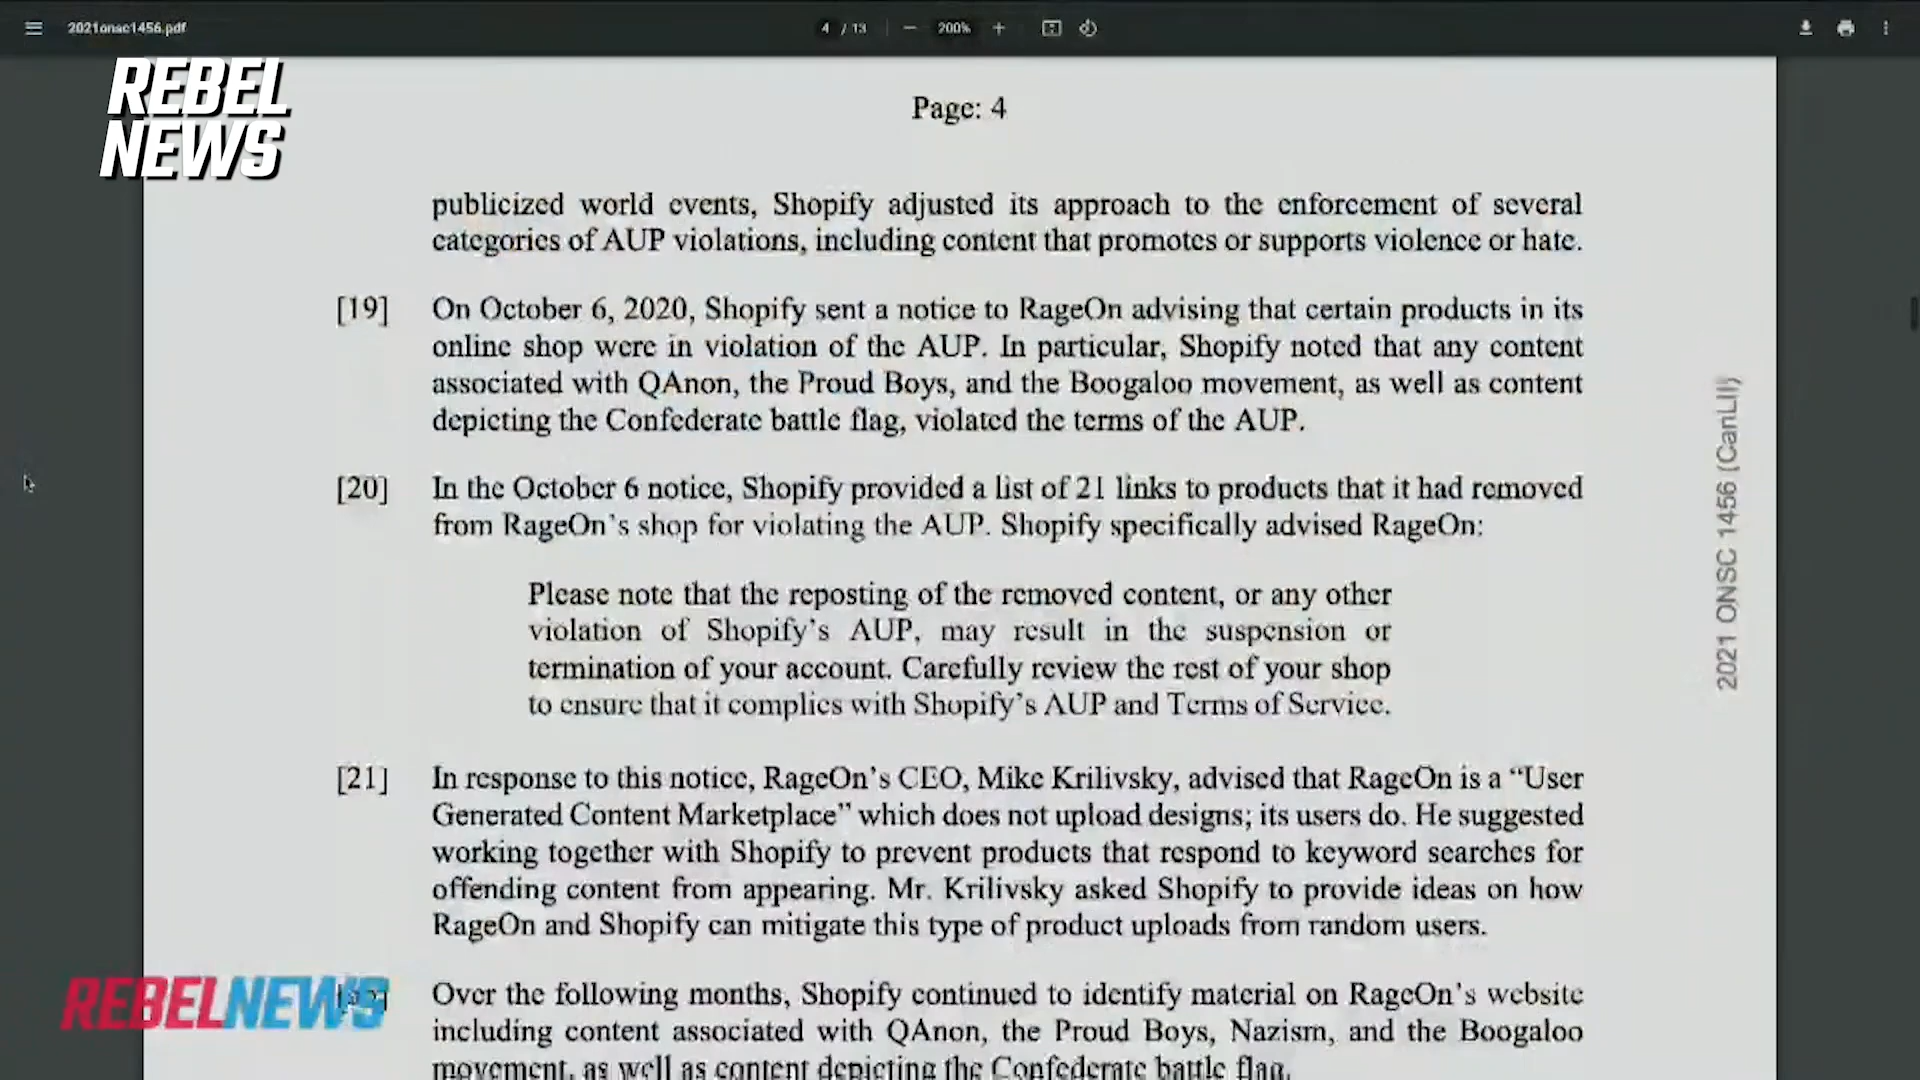 2021onsc1456.pdf
4 / 13
200%
REBEL
NEWS
Page: 4
publicized world events, Shopify adjusted its approach to the enforcement of several
categories of AUP violations, including content that promotes or supports violence or hate.
[19] On October 6, 2020, Shopify sent a notice to RageOn advising that certain products in its
online shop were in violation of the AUP. In particular, Shopify noted that any content
associated with QAnon, the Proud Boys, and the Boogaloo movement, as well as content
depicting the Confederate battle flag, violated the terms of the AUP.
[20] In the October 6 notice, Shopify provided a list of 21 links to products that it had removed
from RageOn's shop for violating the AUP. Shopify specifically advised RageOn:
Please note that the reposting of the removed content, or any other
violation of Shopify's AUP, may result in the suspension or
termination of your account. Carefully review the rest of your shop
to ensure that it complies with Shopify's AUP and Terms of Service.
[21] In response to this notice, RageOn's CEO, Mike Krilivsky, advised that RageOn is a "User
Generated Content Marketplace" which does not upload designs; its users do. He suggested
working together with Shopify to prevent products that respond to keyword searches for
offending content from appearing. Mr. Krilivsky asked Shopify to provide ideas on how
RageOn and Shopify can mitigate this type of product uploads from random users.
Over the following months, Shopify continued to identify material on RageOn's website
including content associated with QAnon, the Proud Boys, Nazism, and the Boogaloo
movement, as well as content depicting the Confederate battle flag.
2021 ONSC 1456 (CanLII)
REBELNEWS